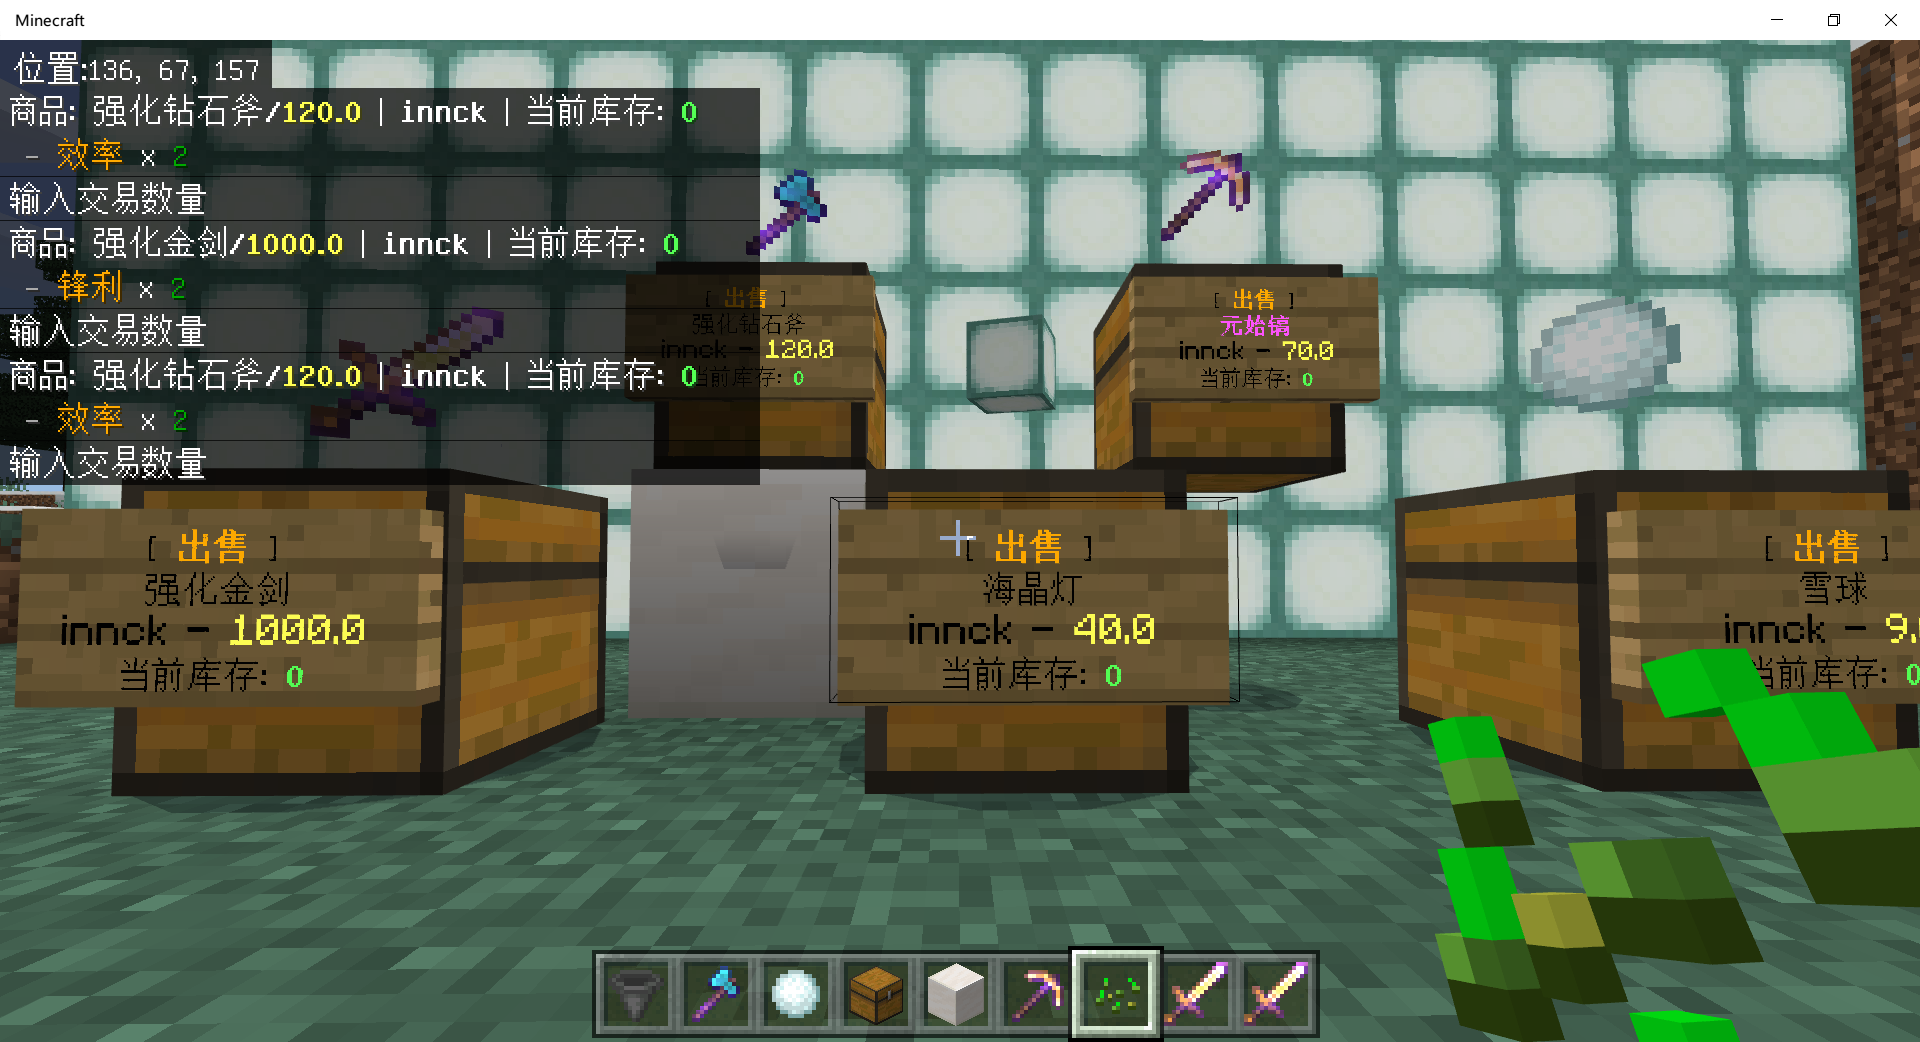 Minecraft
位置:136, 67, 157
商品: 强化钻石斧/120.0 | innck | 当前库存: 0
- 效率 x 2
输入交易数量
商品: 强化金剑/1000.0 | innck | 当前库存: 0
- 锋利 x 2
输入交易数量
商品: 强化钻石斧/120.0 | innck | 当前库存: 0
- 效率 x 2
输入交易数量
[ 出售 ]
强化钻石斧
innck - 120.0
当前库存: 0
[ 出售 ]
元始镐
innck - 70.0
当前库存: 0
[ 出售 ]
强化金剑
innck - 1000.0
当前库存: 0
[ 出售 ]
海晶灯
innck - 40.0
当前库存: 0
[ 出售 ]
雪球
innck - 9.
当前库存: 0